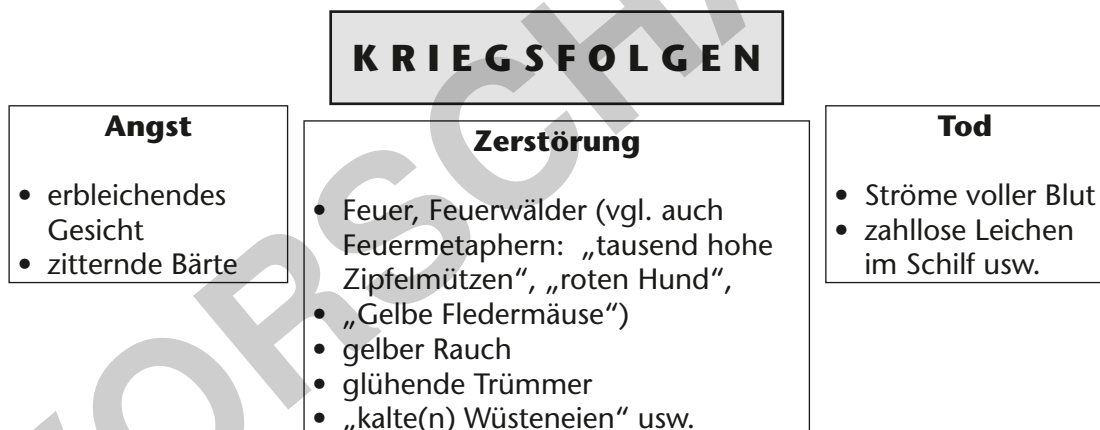 KRIEGSFOLGEN
Angst
• erbleichendes
Gesicht
• zitternde Bärte
Zerstörung
• Feuer, Feuerwälder (vgl. auch
Feuermetaphern: „tausend hohe
Zipfelmützen“, „roten Hund“,
• „Gelbe Fledermäuse“)
• gelber Rauch
• glühende Trümmer
• „kalte(n) Wüsteneien“ usw.
Tod
• Ströme voller Blut
• zahllose Leichen
im Schilf usw.
VORSCHA